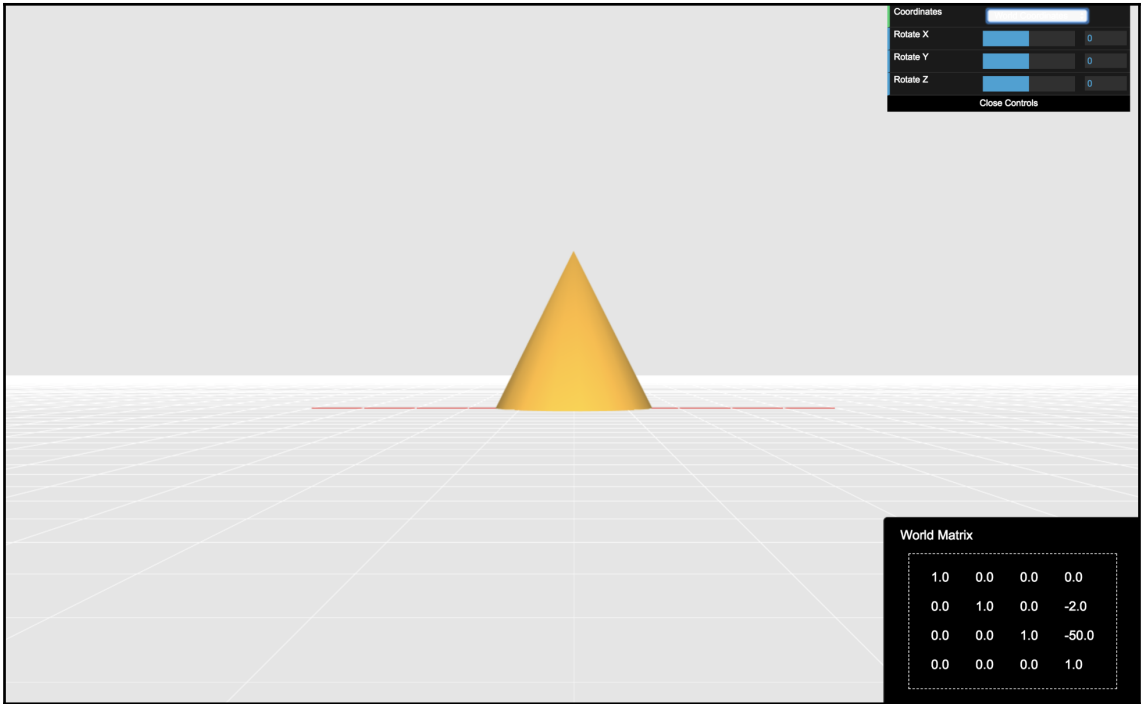 Coordinates
Rotate X 0
Rotate Y 0
Rotate Z 0
Close Controls
World Matrix
1.0 0.0 0.0 0.0
0.0 1.0 0.0 -2.0
0.0 0.0 1.0 -50.0
0.0 0.0 0.0 1.0